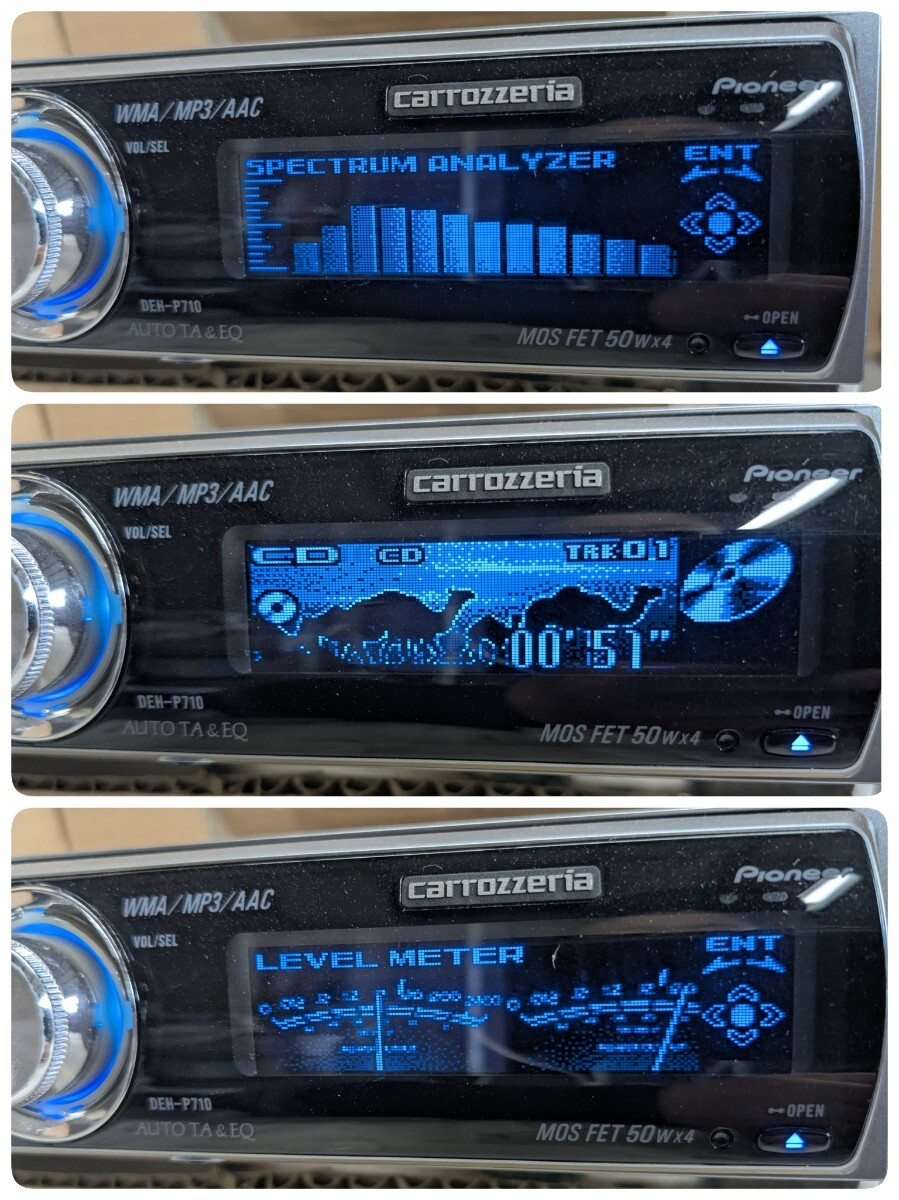 carrozzeria
Pioneer
WMA/MP3/AAC
VOL/SEL
SPECTRUM ANALYZER
ENT
DEH-P710
AUTO TA & EQ
MOS FET 50W×4
OPEN
carrozzeria
Pioneer
WMA/MP3/AAC
VOL/SEL
CD
CD
TRK 01
00'51"
DEH-P710
AUTO TA & EQ
MOS FET 50W×4
OPEN
carrozzeria
Pioneer
WMA/MP3/AAC
VOL/SEL
LEVEL METER
ENT
DEH-P710
AUTO TA & EQ
MOS FET 50W×4
OPEN